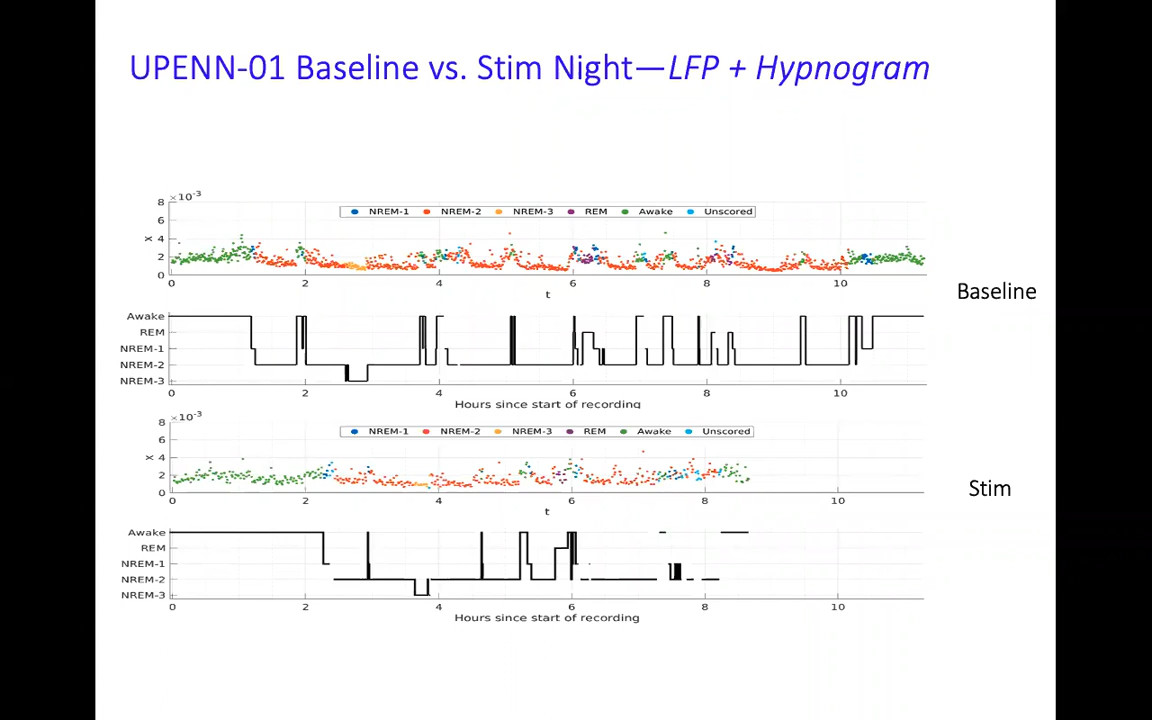 UPENN-01 Baseline vs. Stim Night—LFP + Hypnogram
×10⁻³
8
NREM-1 NREM-2 NREM-3 REM Awake Unscored
6
x 4
2
0
0 2 4 6 8 10
t
Baseline
Awake
REM
NREM-1
NREM-2
NREM-3
0 2 4 6 8 10
Hours since start of recording
×10⁻³
8
NREM-1 NREM-2 NREM-3 REM Awake Unscored
6
x 4
2
0
0 2 4 6 8 10
t
Stim
Awake
REM
NREM-1
NREM-2
NREM-3
0 2 4 6 8 10
Hours since start of recording